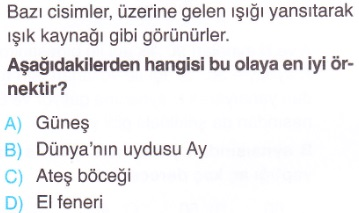 Bazı cisimler, üzerine gelen ışığı yansıtarak
ışık kaynağı gibi görünürler.
Aşağıdakilerden hangisi bu olaya en iyi ör-
nektir?
A) Güneş
B) Dünya'nın uydusu Ay
C) Ateş böceği
D) El feneri